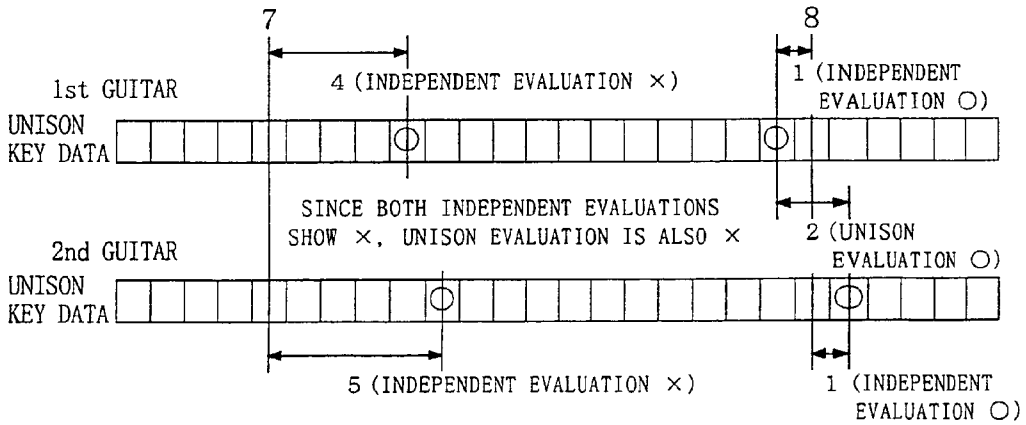 7 8
4 (INDEPENDENT EVALUATION ×)
1 (INDEPENDENT
EVALUATION ○)
1st GUITAR
UNISON
KEY DATA
SINCE BOTH INDEPENDENT EVALUATIONS
SHOW ×, UNISON EVALUATION IS ALSO ×
2 (UNISON
EVALUATION ○)
2nd GUITAR
UNISON
KEY DATA
5 (INDEPENDENT EVALUATION ×)
1 (INDEPENDENT
EVALUATION ○)